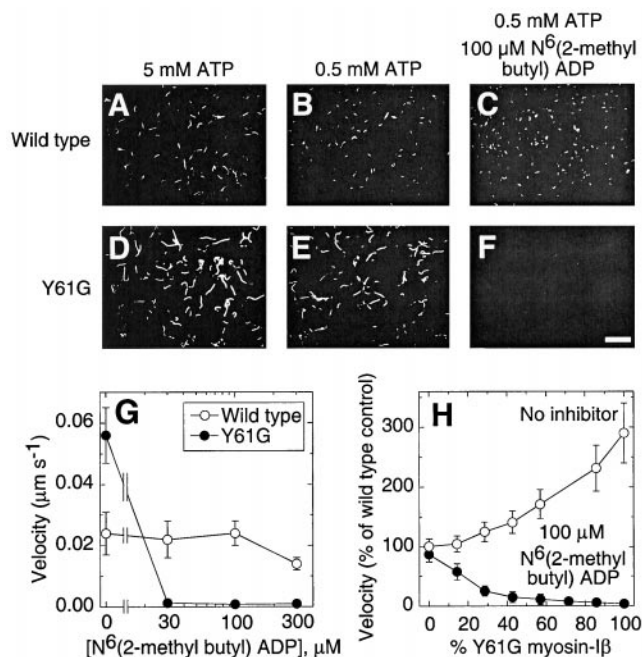 0.5 mM ATP
5 mM ATP 0.5 mM ATP 100 µM N⁶(2-methyl
butyl) ADP
Wild type A B C
Y61G D E F
G H
Wild type
Y61G
No inhibitor
100 µM
N⁶(2-methyl
butyl) ADP
Velocity (µm s⁻¹)
0.06
0.04
0.02
0.00
0 30 100 300
[N⁶(2-methyl butyl) ADP], µM
Velocity (% of wild type control)
300
200
100
0
0 20 40 60 80 100
% Y61G myosin-Iβ